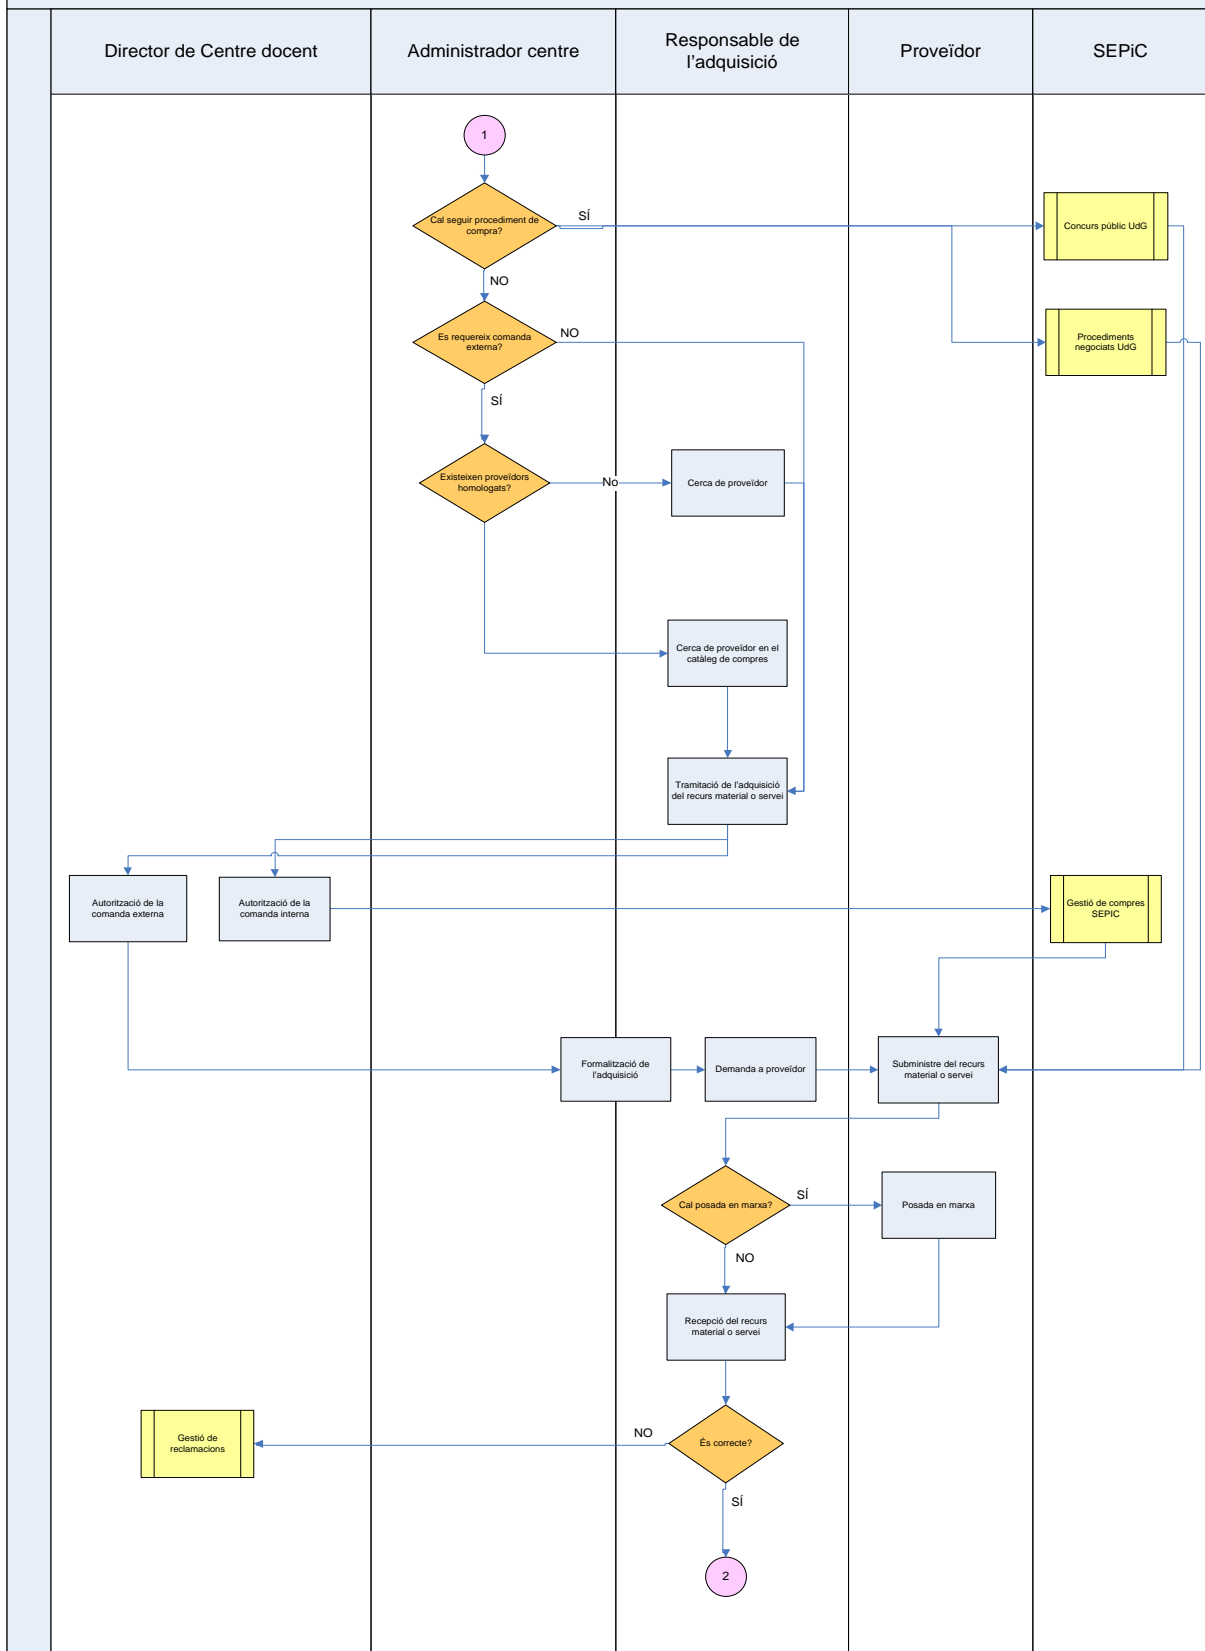 Director de Centre docent
Administrador centre
Responsable de
l'adquisició
Proveïdor
SEPiC
1
Cal seguir procediment de
compra?
SÍ
Concurs públic UdG
NO
Es requereix comanda
externa?
NO
Procediments
negociats UdG
SÍ
Existeixen proveïdors
homologats?
No
Cerca de proveïdor
Cerca de proveïdor en el
catàleg de compres
Tramitació de l'adquisició
del recurs material o servei
Autorització de la
comanda externa
Autorització de la
comanda interna
Gestió de compres
SEPIC
Formalització de
l'adquisició
Demanda a proveïdor
Subministre del recurs
material o servei
Cal posada en marxa?
SÍ
Posada en marxa
NO
Recepció del recurs
material o servei
Gestió de
reclamacions
NO
És correcte?
SÍ
2